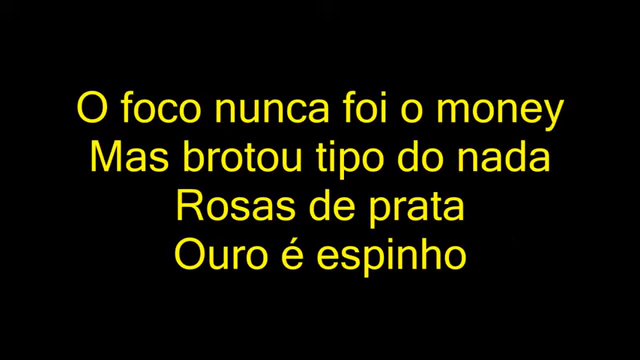 O foco nunca foi o money
Mas brotou tipo do nada
Rosas de prata
Ouro é espinho